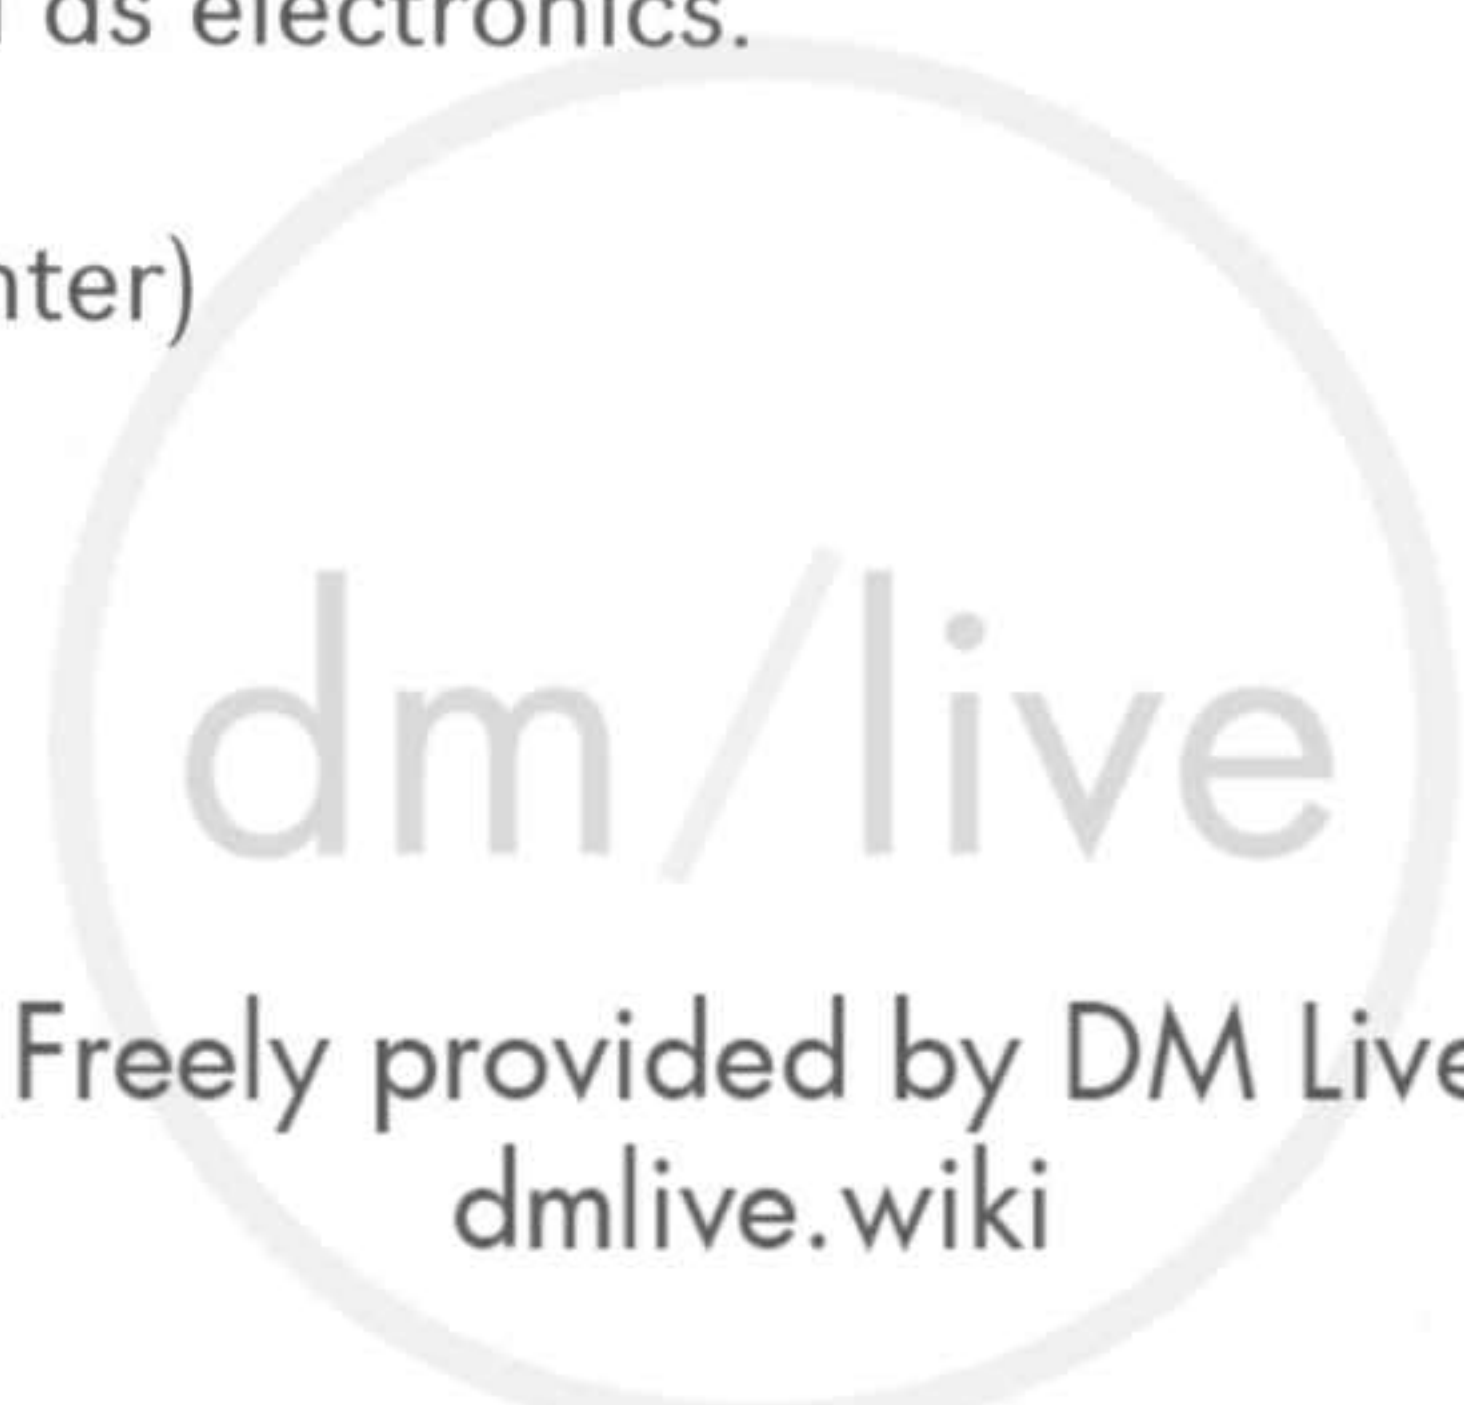 as electronics.
nter)
dm/live
Freely provided by DM Live
dmlive.wiki